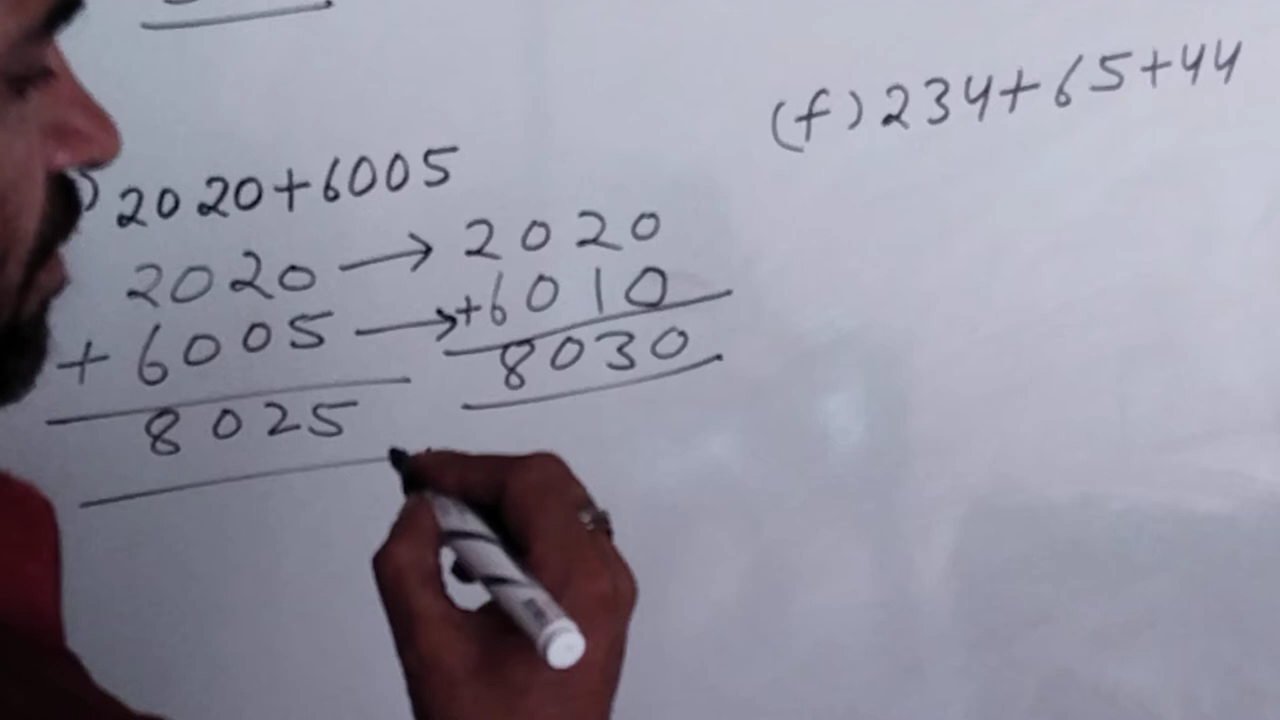 ) 2020+6005
2020 → 2020
+ 6005 → +6010
8025 8030
(f) 234+65+44